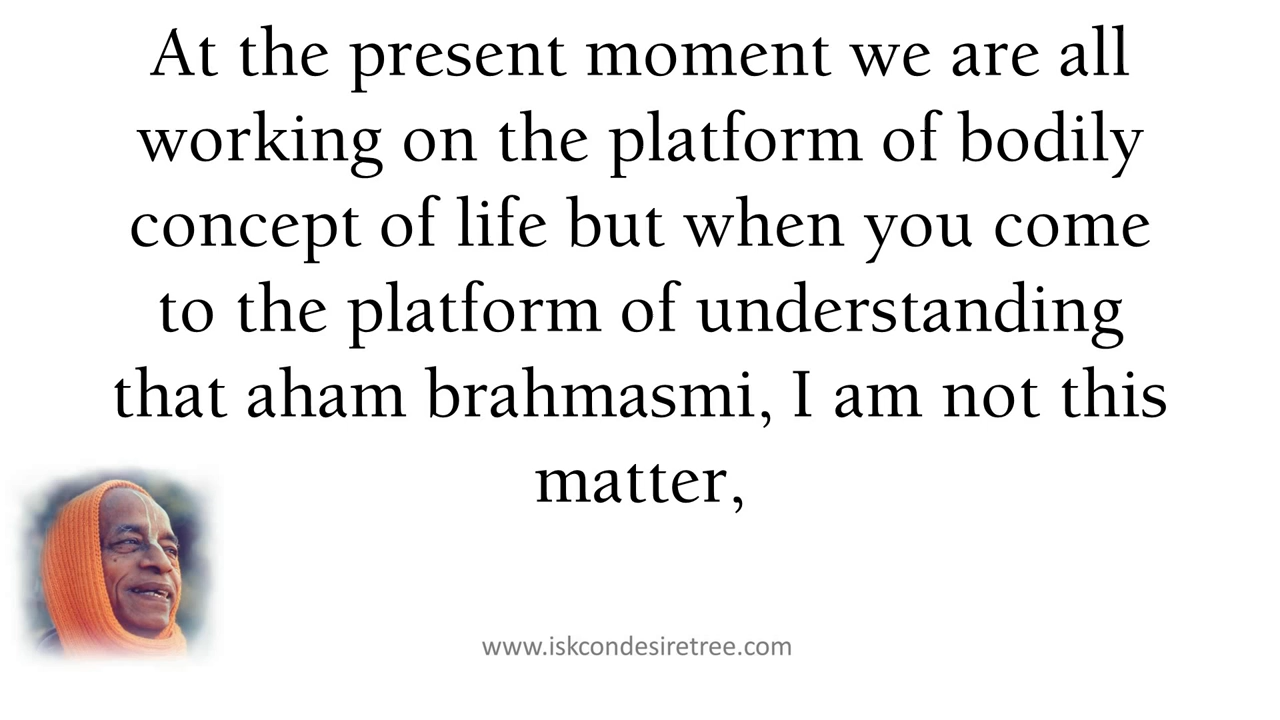 At the present moment we are all
working on the platform of bodily
concept of life but when you come
to the platform of understanding
that aham brahmasmi, I am not this
matter,
www.iskcondesiretree.com